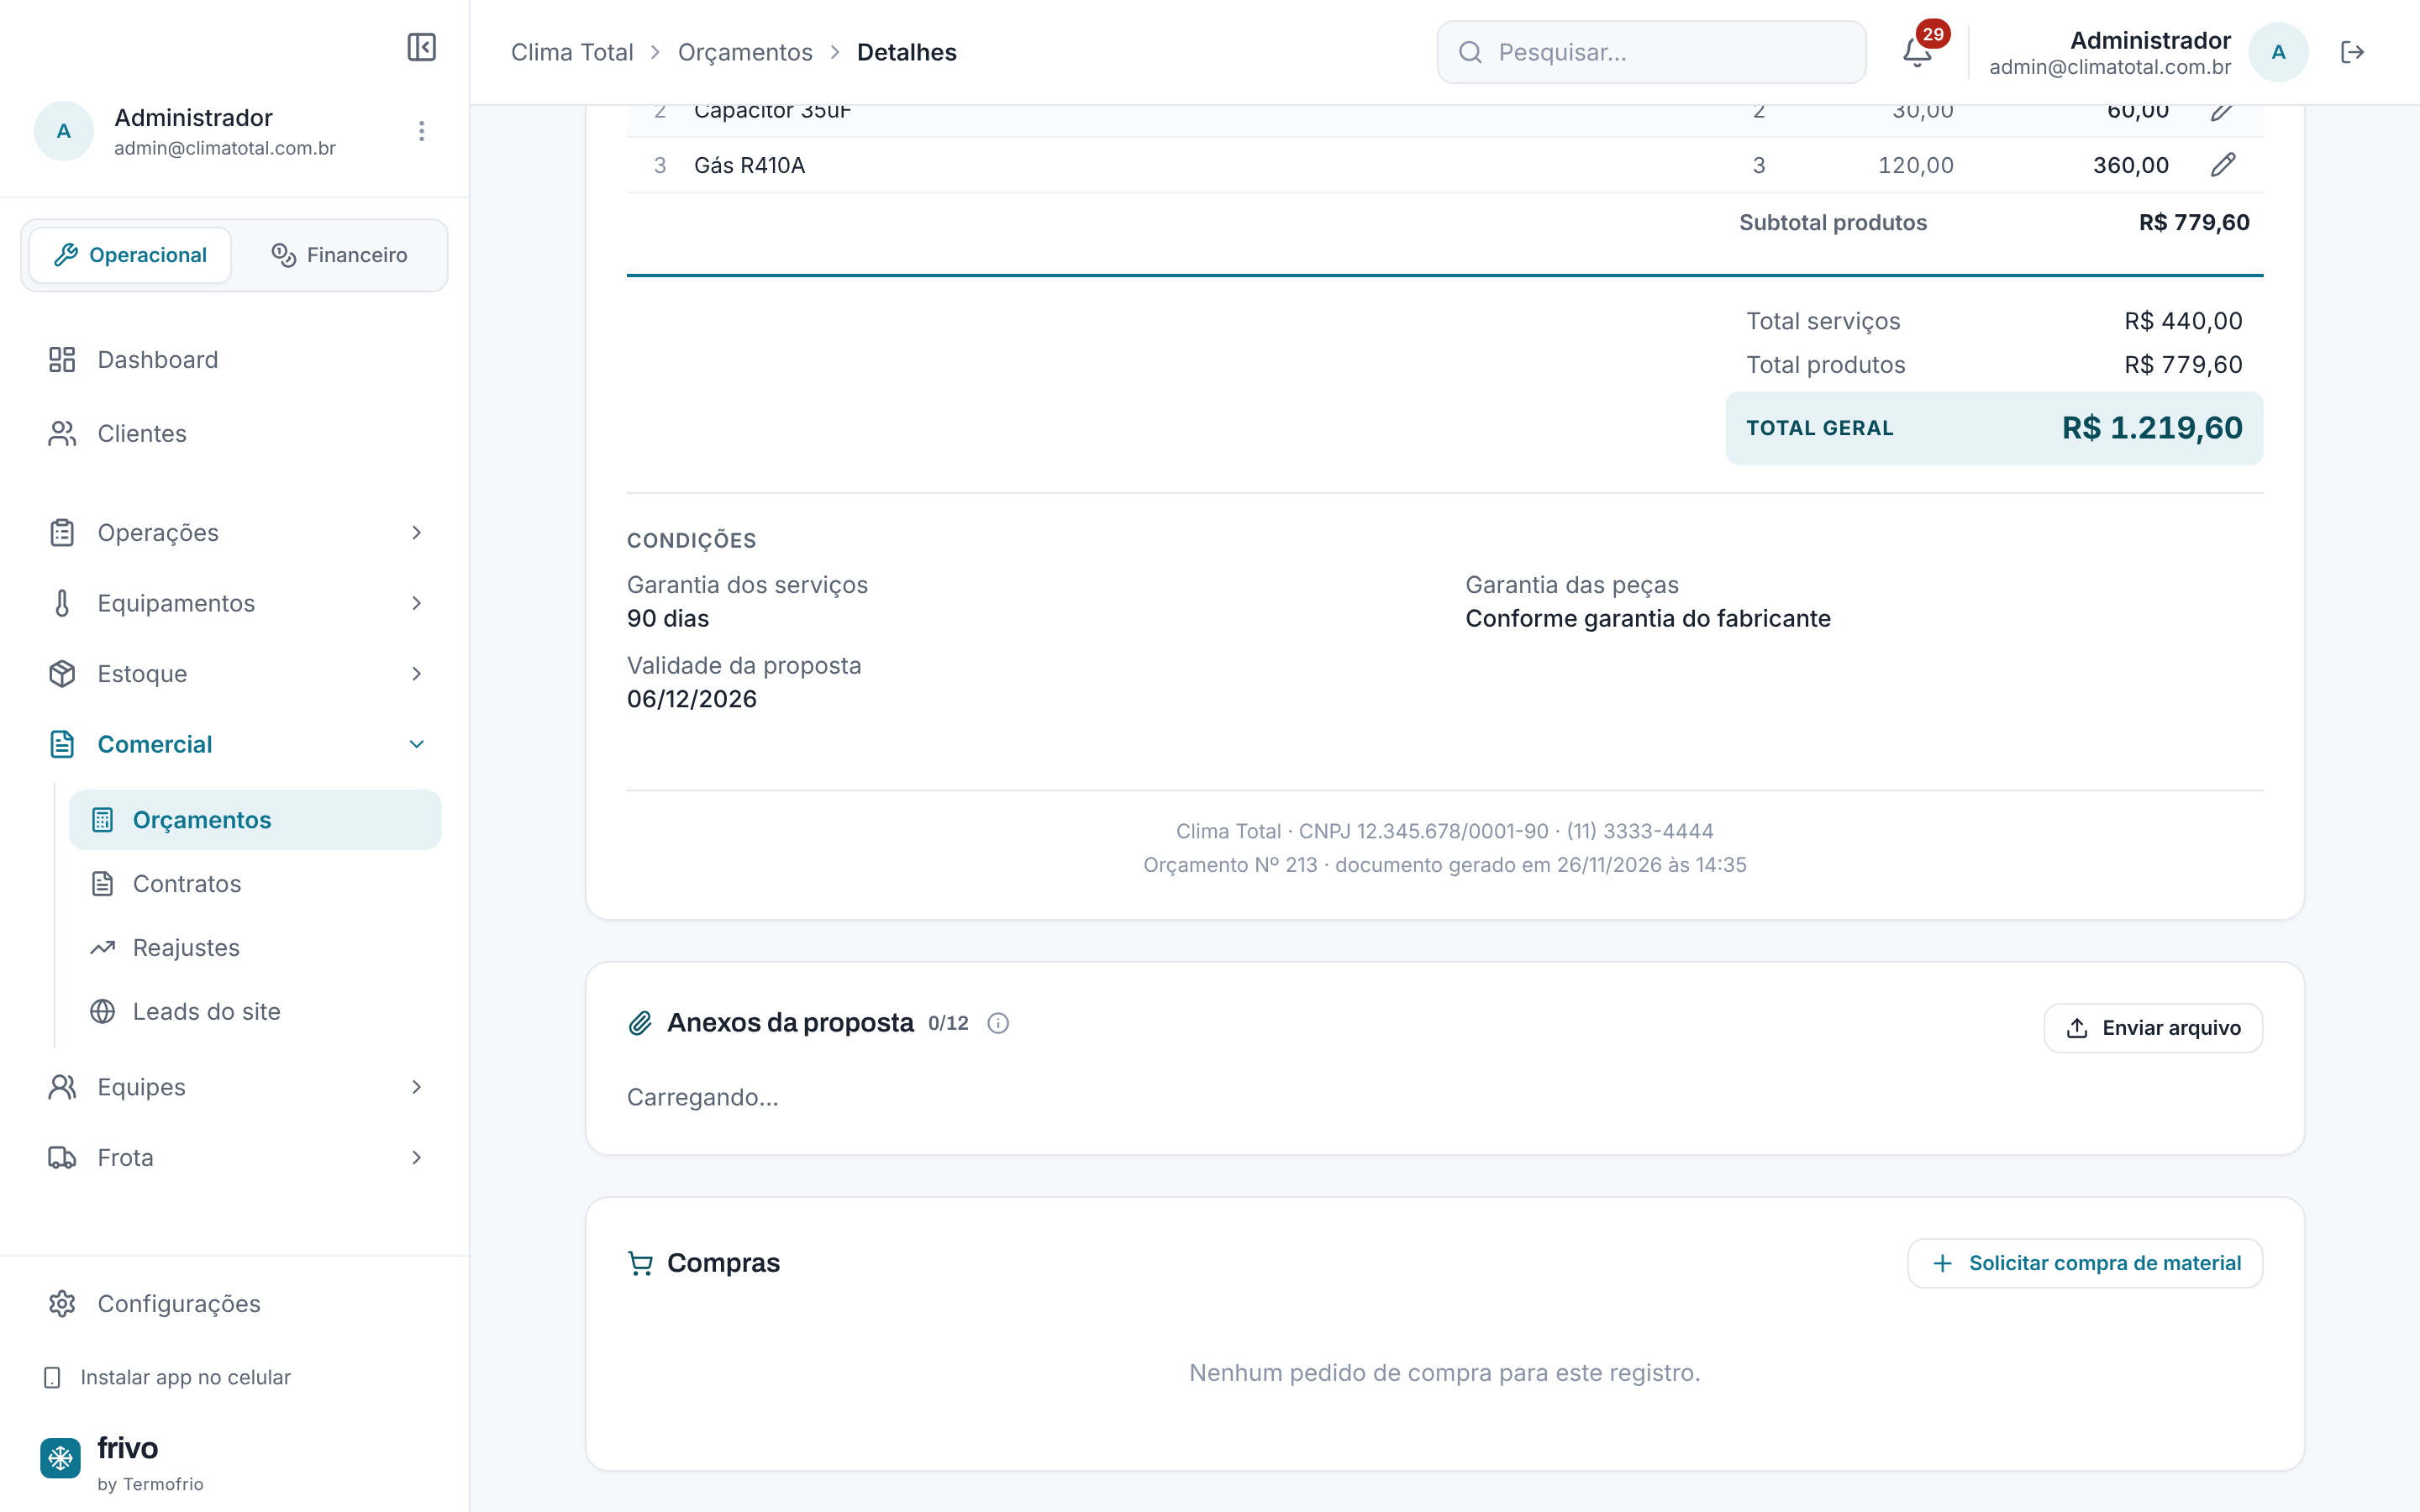 Administrador
admin@climatotal.com.br
A
Operacional
Financeiro
Dashboard
Clientes
Operações
Equipamentos
Estoque
Comercial
Orçamentos
Contratos
Reajustes
Leads do site
Equipes
Frota
Configurações
Instalar app no celular
frivo
by Termofrio
Clima Total > Orçamentos > Detalhes
Pesquisar...
29
Administrador
admin@climatotal.com.br
A
2 Capacitor 35uF 2 30,00 60,00
3 Gás R410A 3 120,00 360,00
Subtotal produtos R$ 779,60
Total serviços R$ 440,00
Total produtos R$ 779,60
TOTAL GERAL R$ 1.219,60
CONDIÇÕES
Garantia dos serviços
90 dias
Garantia das peças
Conforme garantia do fabricante
Validade da proposta
06/12/2026
Clima Total · CNPJ 12.345.678/0001-90 · (11) 3333-4444
Orçamento Nº 213 · documento gerado em 26/11/2026 às 14:35
Anexos da proposta 0/12
Enviar arquivo
Carregando...
Compras
Solicitar compra de material
Nenhum pedido de compra para este registro.